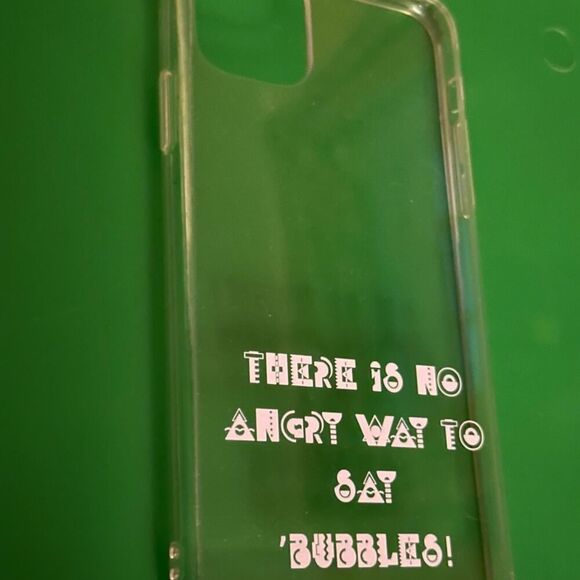 THERE iS NO
ANGRY WAY TO
SAY
'BUBBLES!